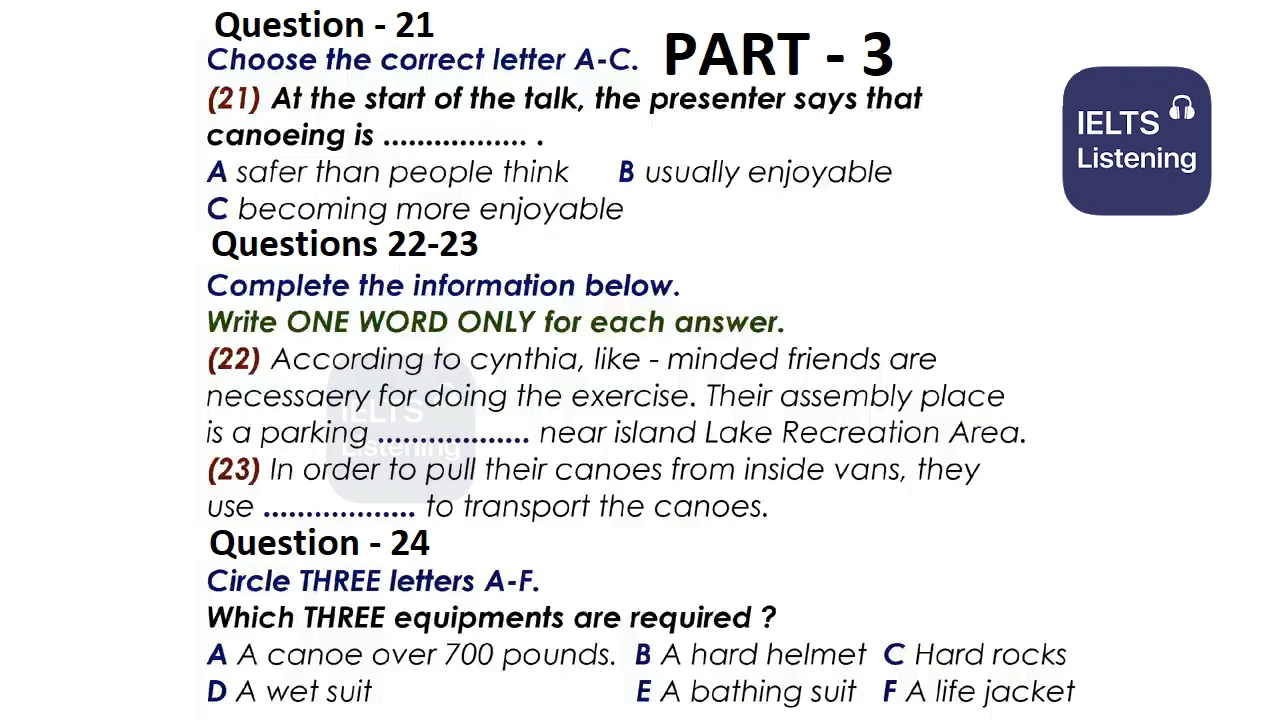 Question - 21
Choose the correct letter A-C.
PART - 3
IELTS
Listening
(21) At the start of the talk, the presenter says that
canoeing is ................. .
A safer than people think B usually enjoyable
C becoming more enjoyable
Questions 22-23
Complete the information below.
Write ONE WORD ONLY for each answer.
(22) According to cynthia, like - minded friends are
necessaery for doing the exercise. Their assembly place
is a parking .................. near island Lake Recreation Area.
IELTS
Listening
(23) In order to pull their canoes from inside vans, they
use .................. to transport the canoes.
Question - 24
Circle THREE letters A-F.
Which THREE equipments are required ?
A A canoe over 700 pounds. B A hard helmet C Hard rocks
D A wet suit E A bathing suit F A life jacket